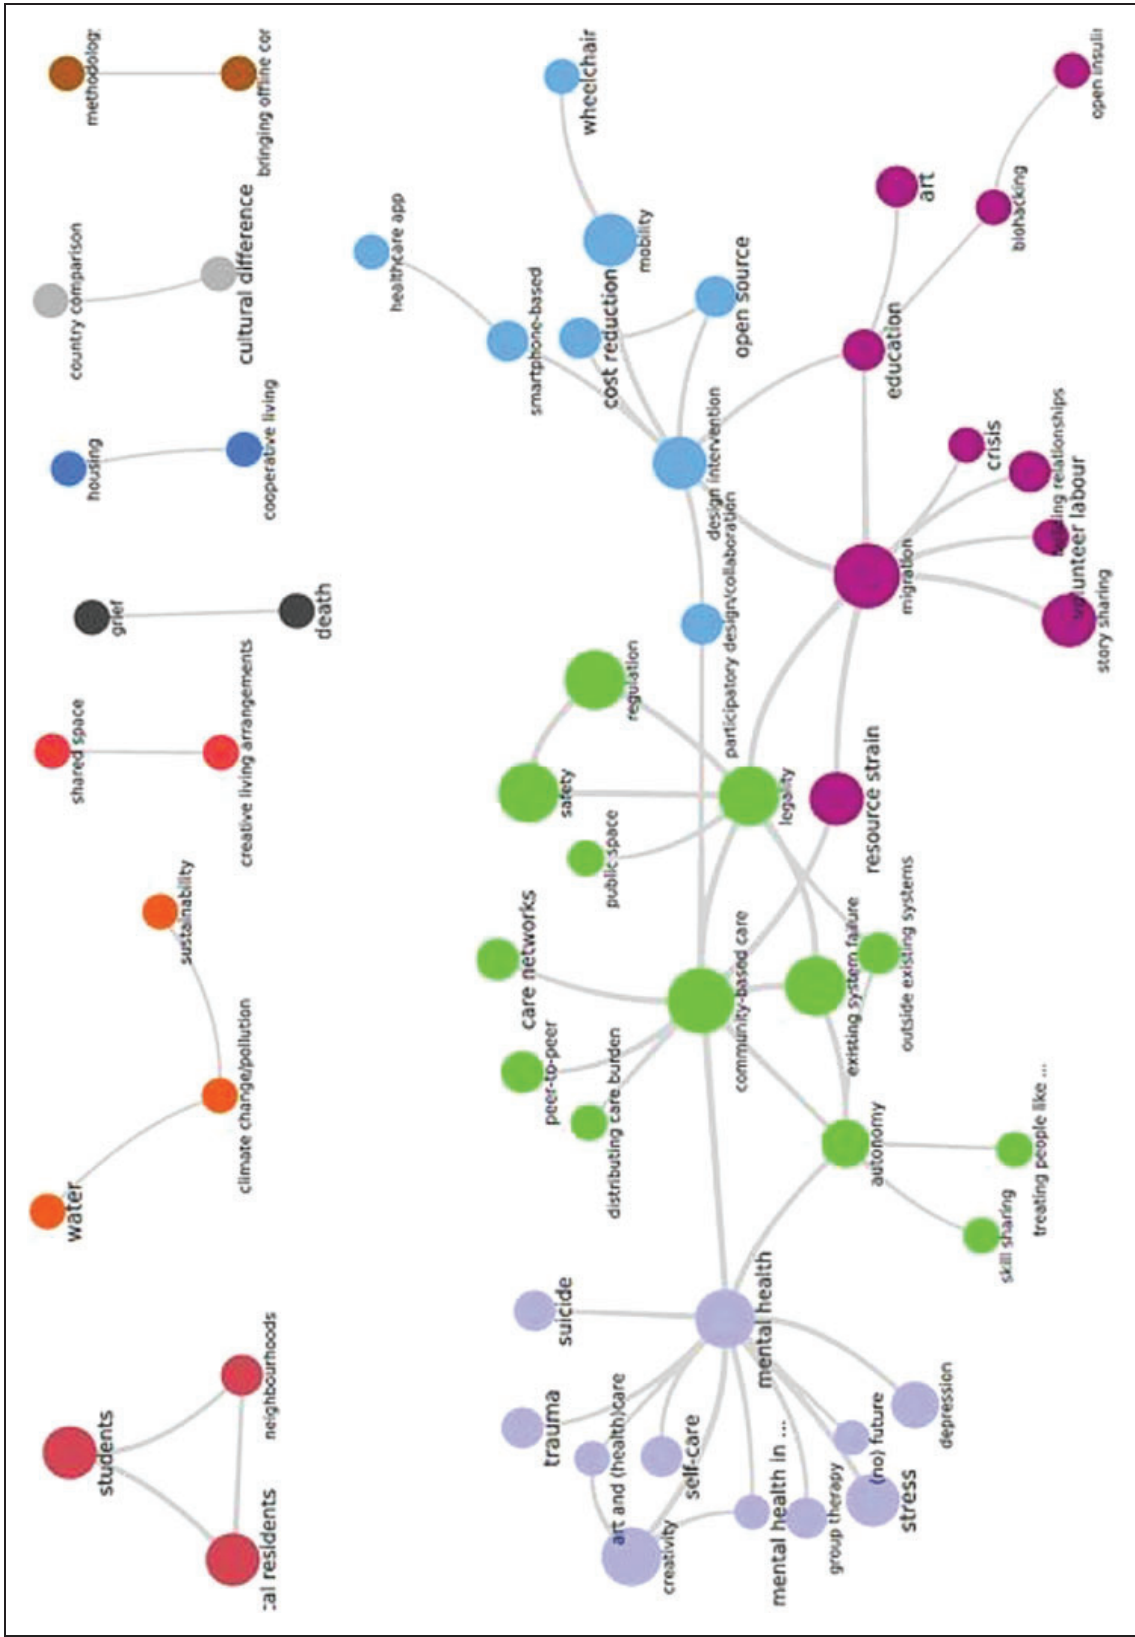 methodolog
bringing offline cor
country comparison
cultural difference
housing
cooperative living
grief
death
shared space
creative living arrangements
sustainability
climate change/pollution
water
students
neighbourhoods
al residents
wheelchair
healthcare app
mobility
smartphone-based
cost reduction
open source
design intervention
participatory design/collaboration
open insuli
art
biohacking
education
crisis
relationships
volunteer labour
story sharing
migration
resource strain
regulation
safety
legality
public space
care networks
peer-to-peer
distributing care burden
community-based care
existing system failure
outside existing systems
autonomy
treating people like ...
skill sharing
suicide
mental health
trauma
art and (health)care
self-care
creativity
mental health in ...
group therapy
(no) future
stress
depression